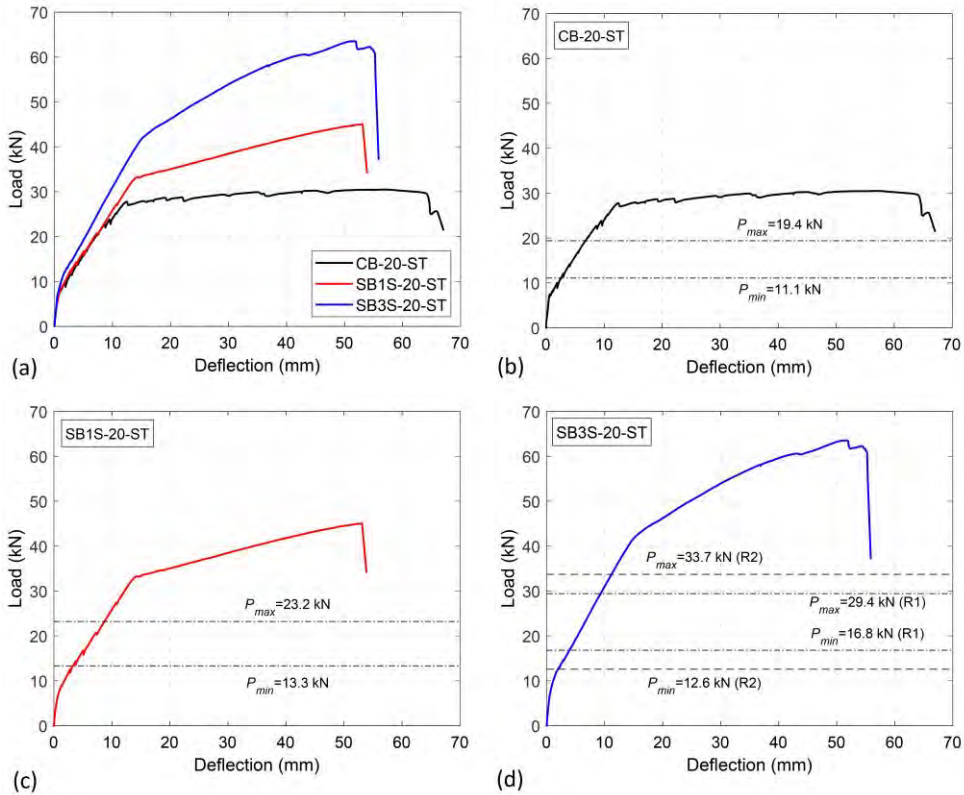 70
60
50
40
30
20
10
0
Load (kN)
CB-20-ST
SB1S-20-ST
SB3S-20-ST
0 10 20 30 40 50 60 70
Deflection (mm)
(a)
70
60
50
40
30
20
10
0
Load (kN)
CB-20-ST
Pmax=19.4 kN
Pmin=11.1 kN
0 10 20 30 40 50 60 70
Deflection (mm)
(b)
70
60
50
40
30
20
10
0
Load (kN)
SB1S-20-ST
Pmax=23.2 kN
Pmin=13.3 kN
0 10 20 30 40 50 60 70
Deflection (mm)
(c)
70
60
50
40
30
20
10
0
Load (kN)
SB3S-20-ST
Pmax=33.7 kN (R2)
Pmax=29.4 kN (R1)
Pmin=16.8 kN (R1)
Pmin=12.6 kN (R2)
0 10 20 30 40 50 60 70
Deflection (mm)
(d)